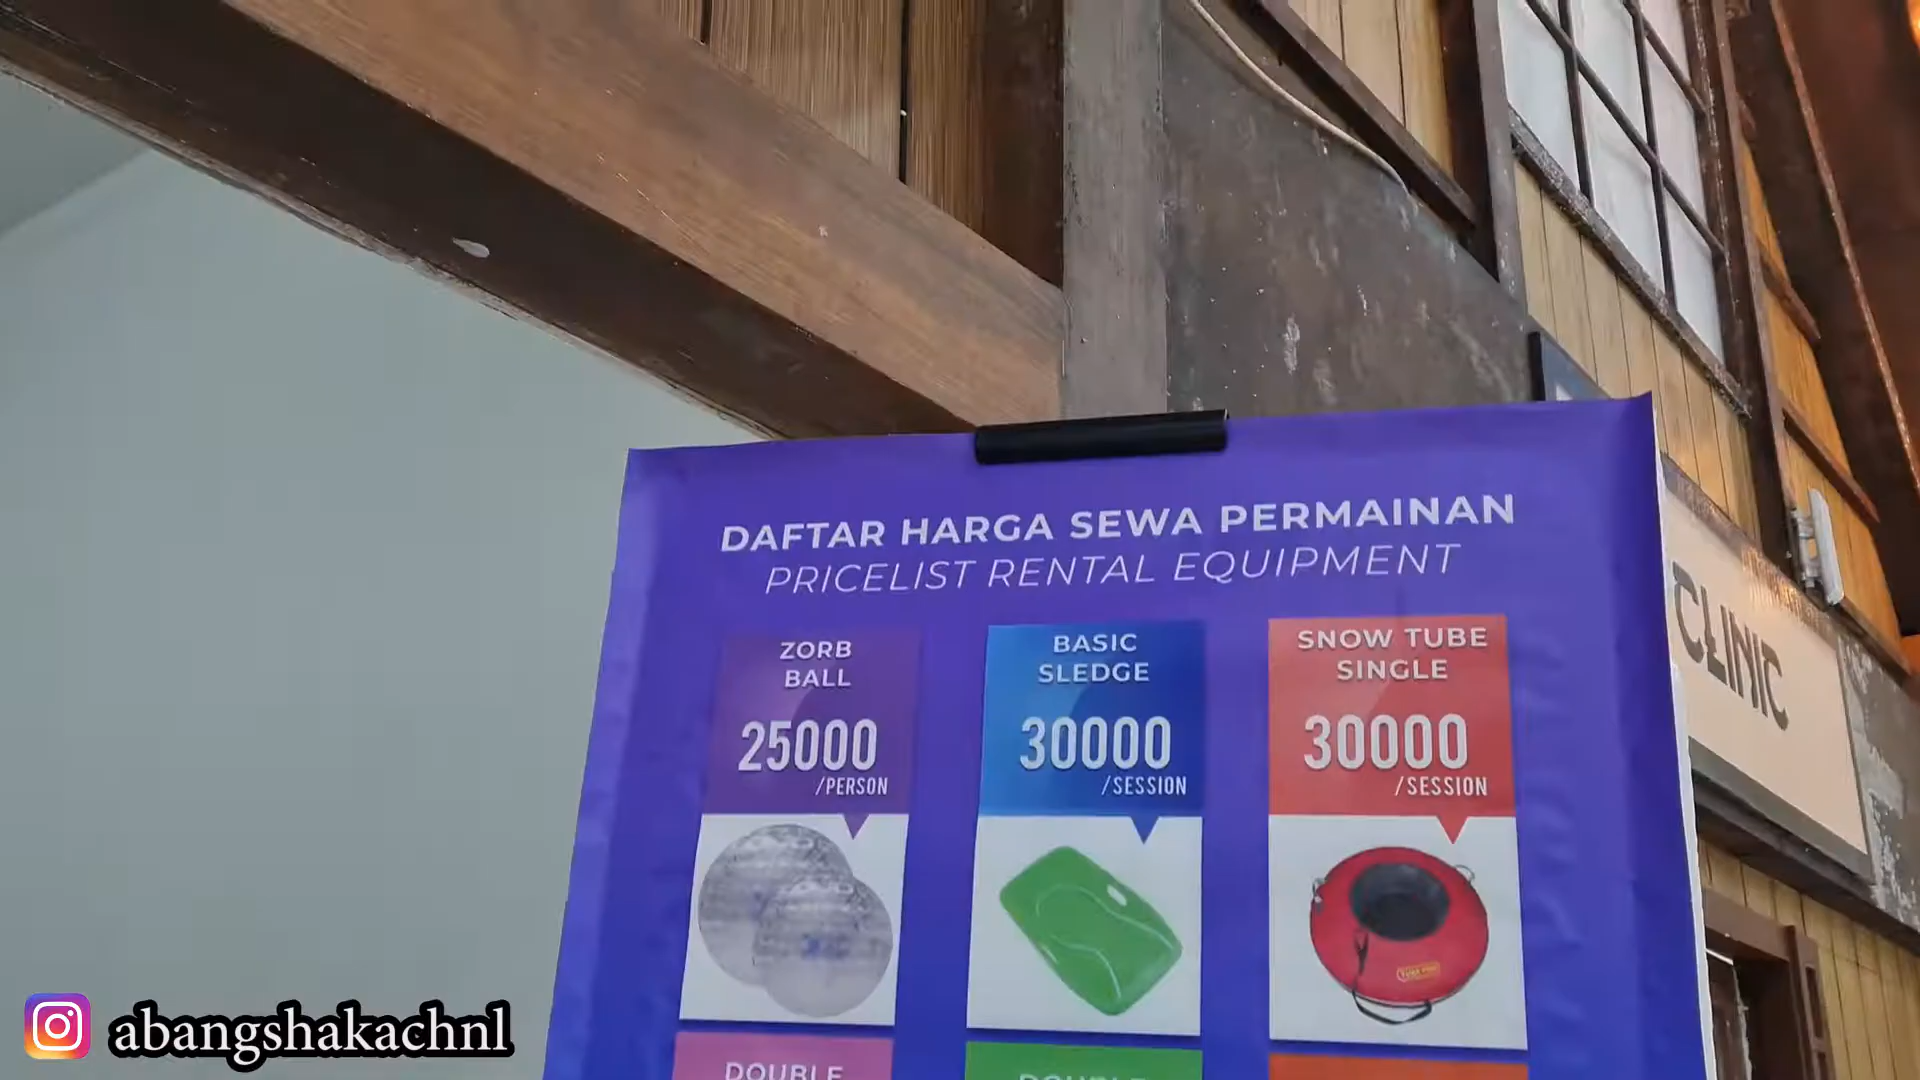 DAFTAR HARGA SEWA PERMAINAN
PRICELIST RENTAL EQUIPMENT
ZORB
BALL
25000
/PERSON
BASIC
SLEDGE
30000
/SESSION
SNOW TUBE
SINGLE
30000
/SESSION
DOUBLE
DOUBLE
CLINIC
abangshakachnl